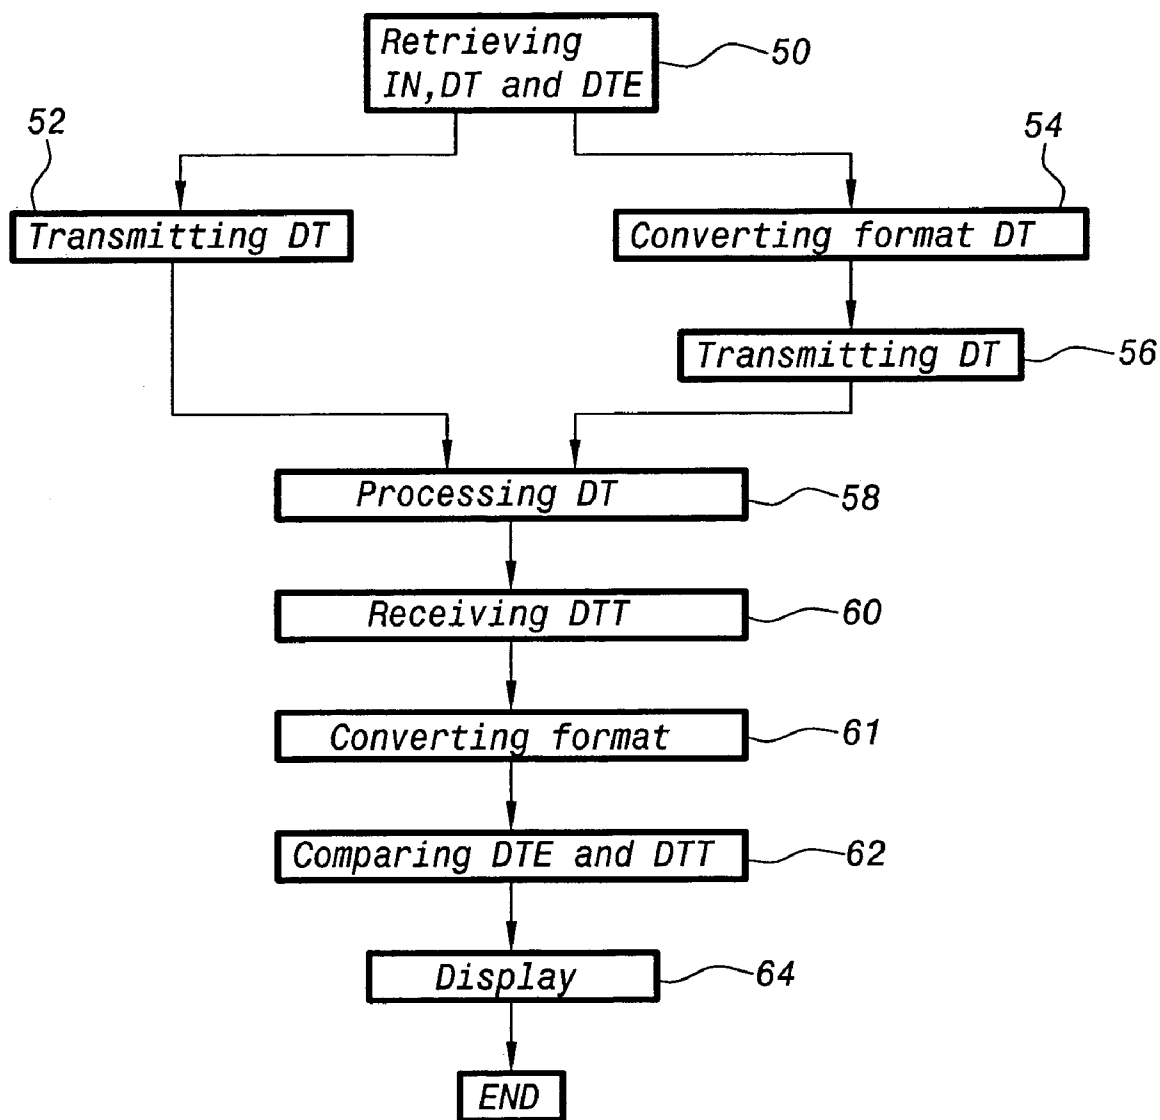 Retrieving
IN,DT and DTE
50
52
54
Transmitting DT
Converting format DT
Transmitting DT
56
Processing DT
58
Receiving DTT
60
Converting format
61
Comparing DTE and DTT
62
Display
64
END